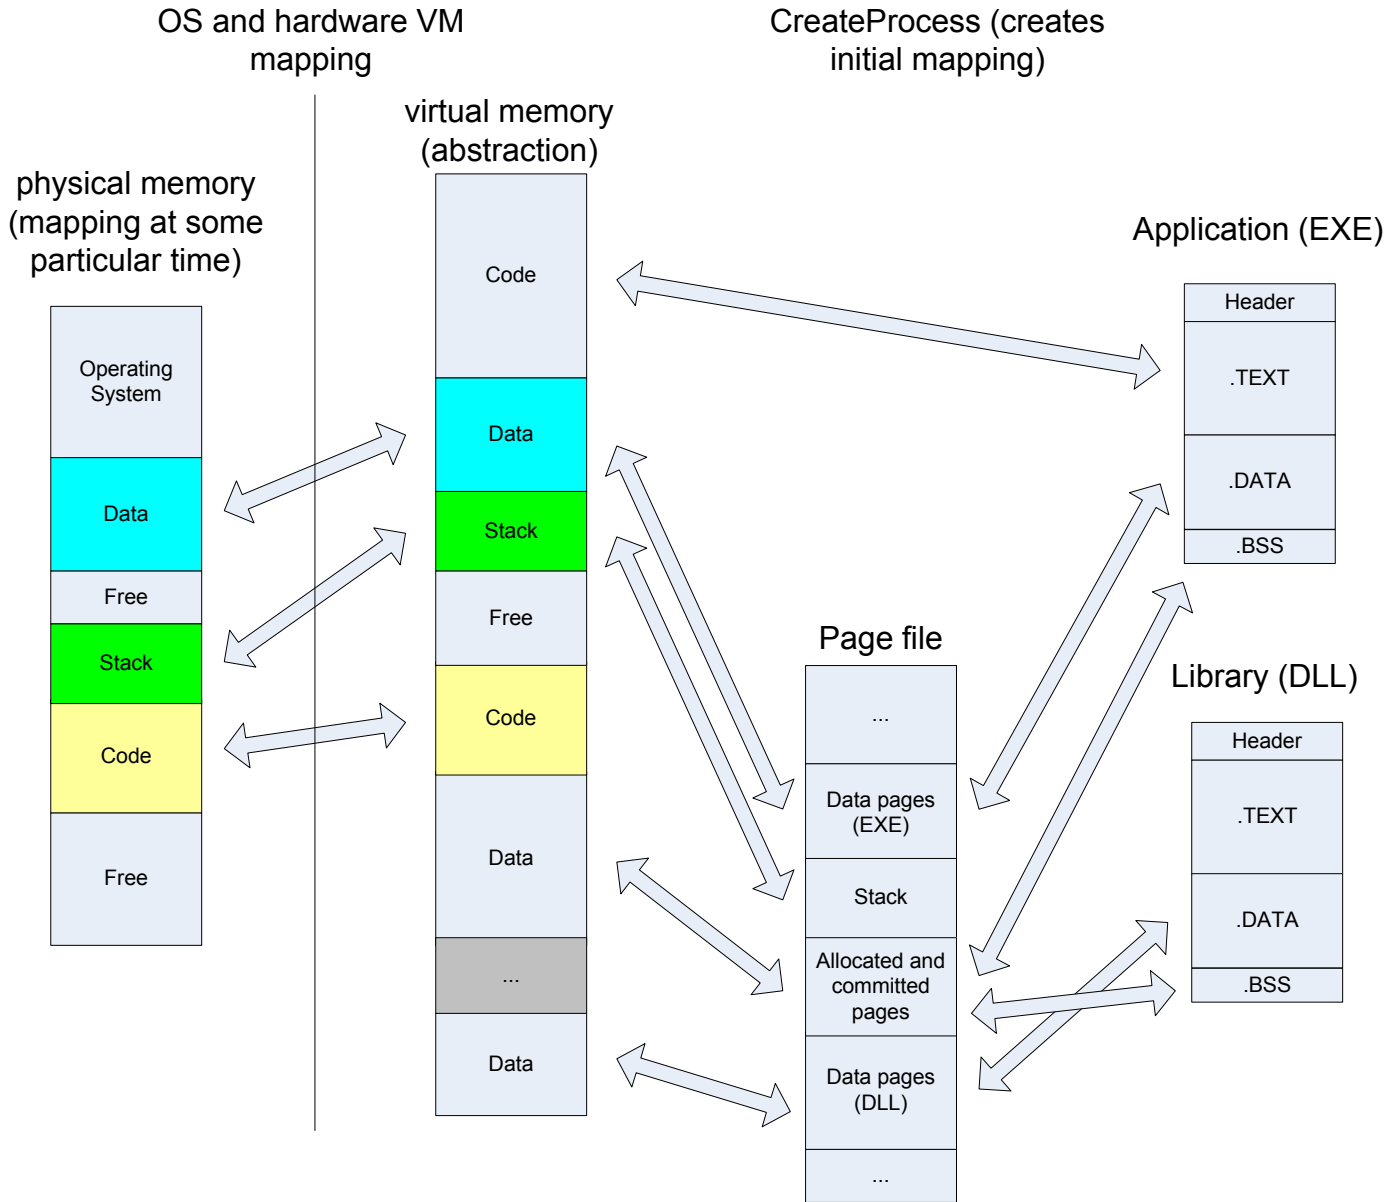 OS and hardware VM
mapping
CreateProcess (creates
initial mapping)
physical memory
(mapping at some
particular time)
Operating
System
Data
Free
Stack
Code
Free
virtual memory
(abstraction)
Code
Data
Stack
Free
Code
Data
...
Data
Page file
...
Data pages
(EXE)
Stack
Allocated and
committed
pages
Data pages
(DLL)
...
Application (EXE)
Header
.TEXT
.DATA
.BSS
Library (DLL)
Header
.TEXT
.DATA
.BSS